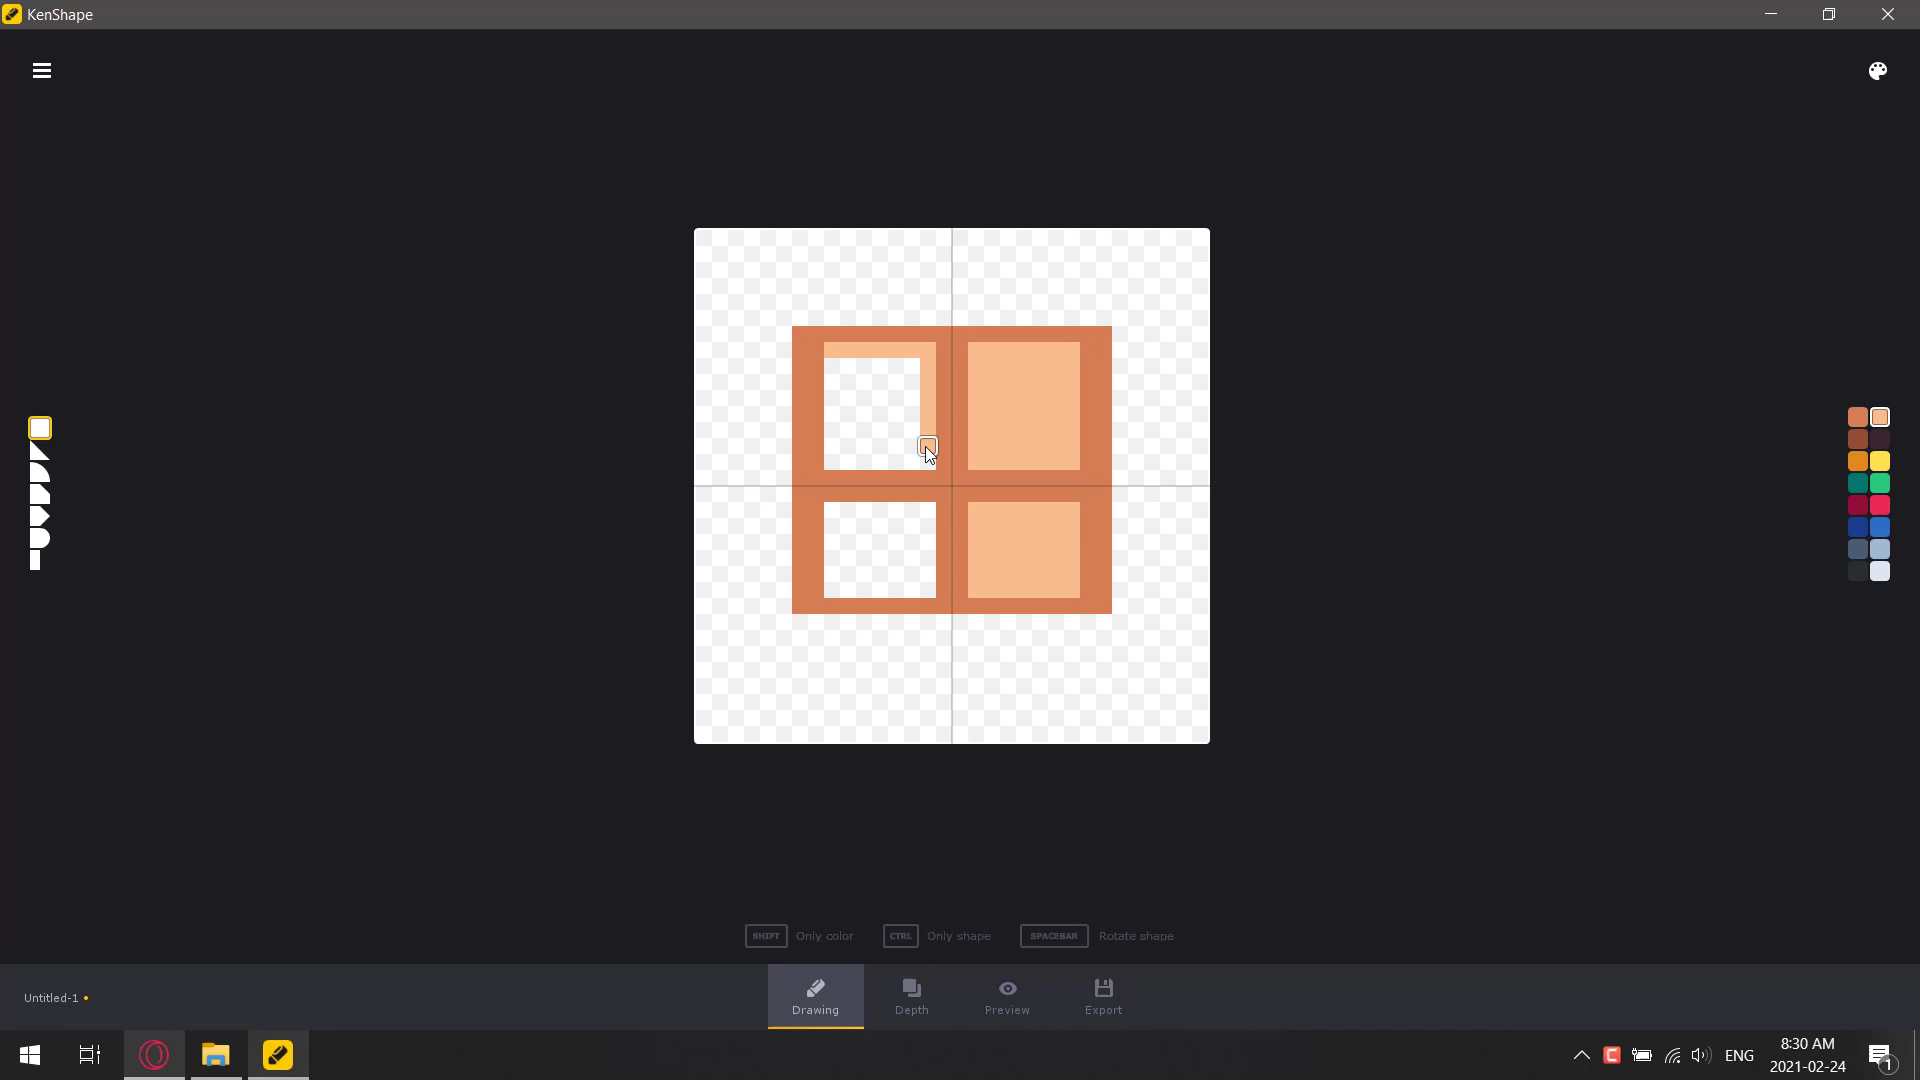 KenShape
SHIFT Only color CTRL Only shape SPACEBAR Rotate shape
Untitled-1
Drawing Depth Preview Export
ENG
8:30 AM
2021-02-24
1